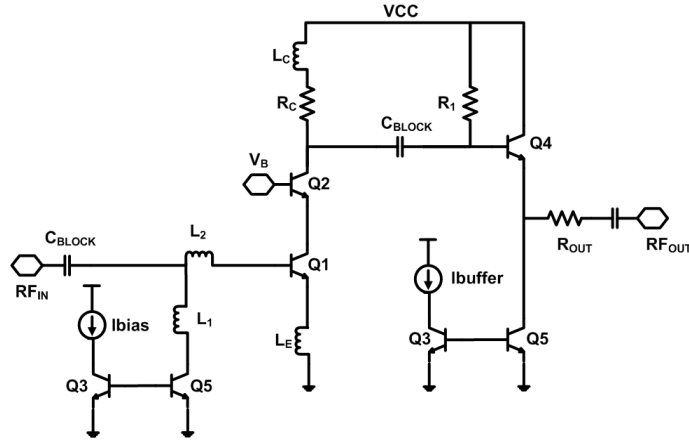 VCC
LC
RC
R1
CBLOCK
Q4
VB
Q2
L2
CBLOCK
Q1
ROUT
RFOUT
RFIN
Ibias
L1
Ibuffer
LE
Q3
Q5
Q3
Q5